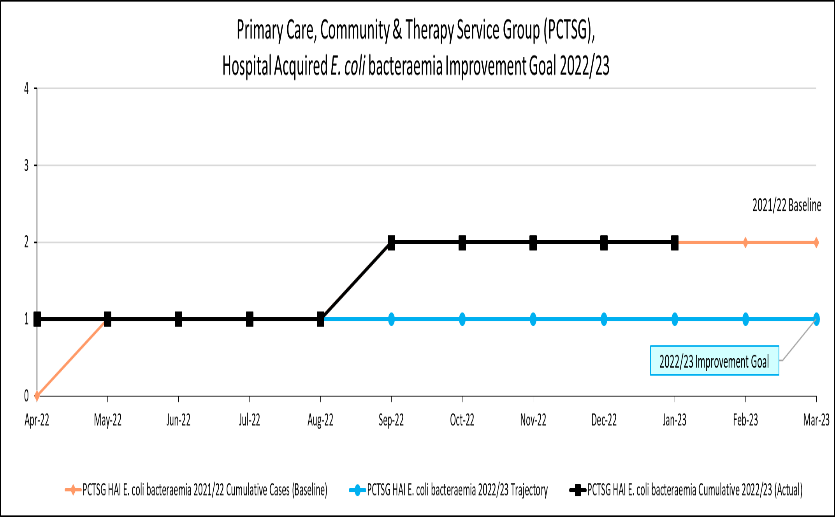 Primary Care, Community & Therapy Service Group (PCTSG),
Hospital Acquired E. coli bacteraemia Improvement Goal 2022/23
4
3
2021/22 Baseline
2
1
2022/23 Improvement Goal
0
Apr-22 May-22 Jun-22 Jul-22 Aug-22 Sep-22 Oct-22 Nov-22 Dec-22 Jan-23 Feb-23 Mar-23
PCTSG HAI E. coli bacteraemia 2021/22 Cumulative Cases (Baseline) PCTSG HAI E. coli bacteraemia 2022/23 Trajectory PCTSG HAI E. coli bacteraemia Cumulative 2022/23 (Actual)